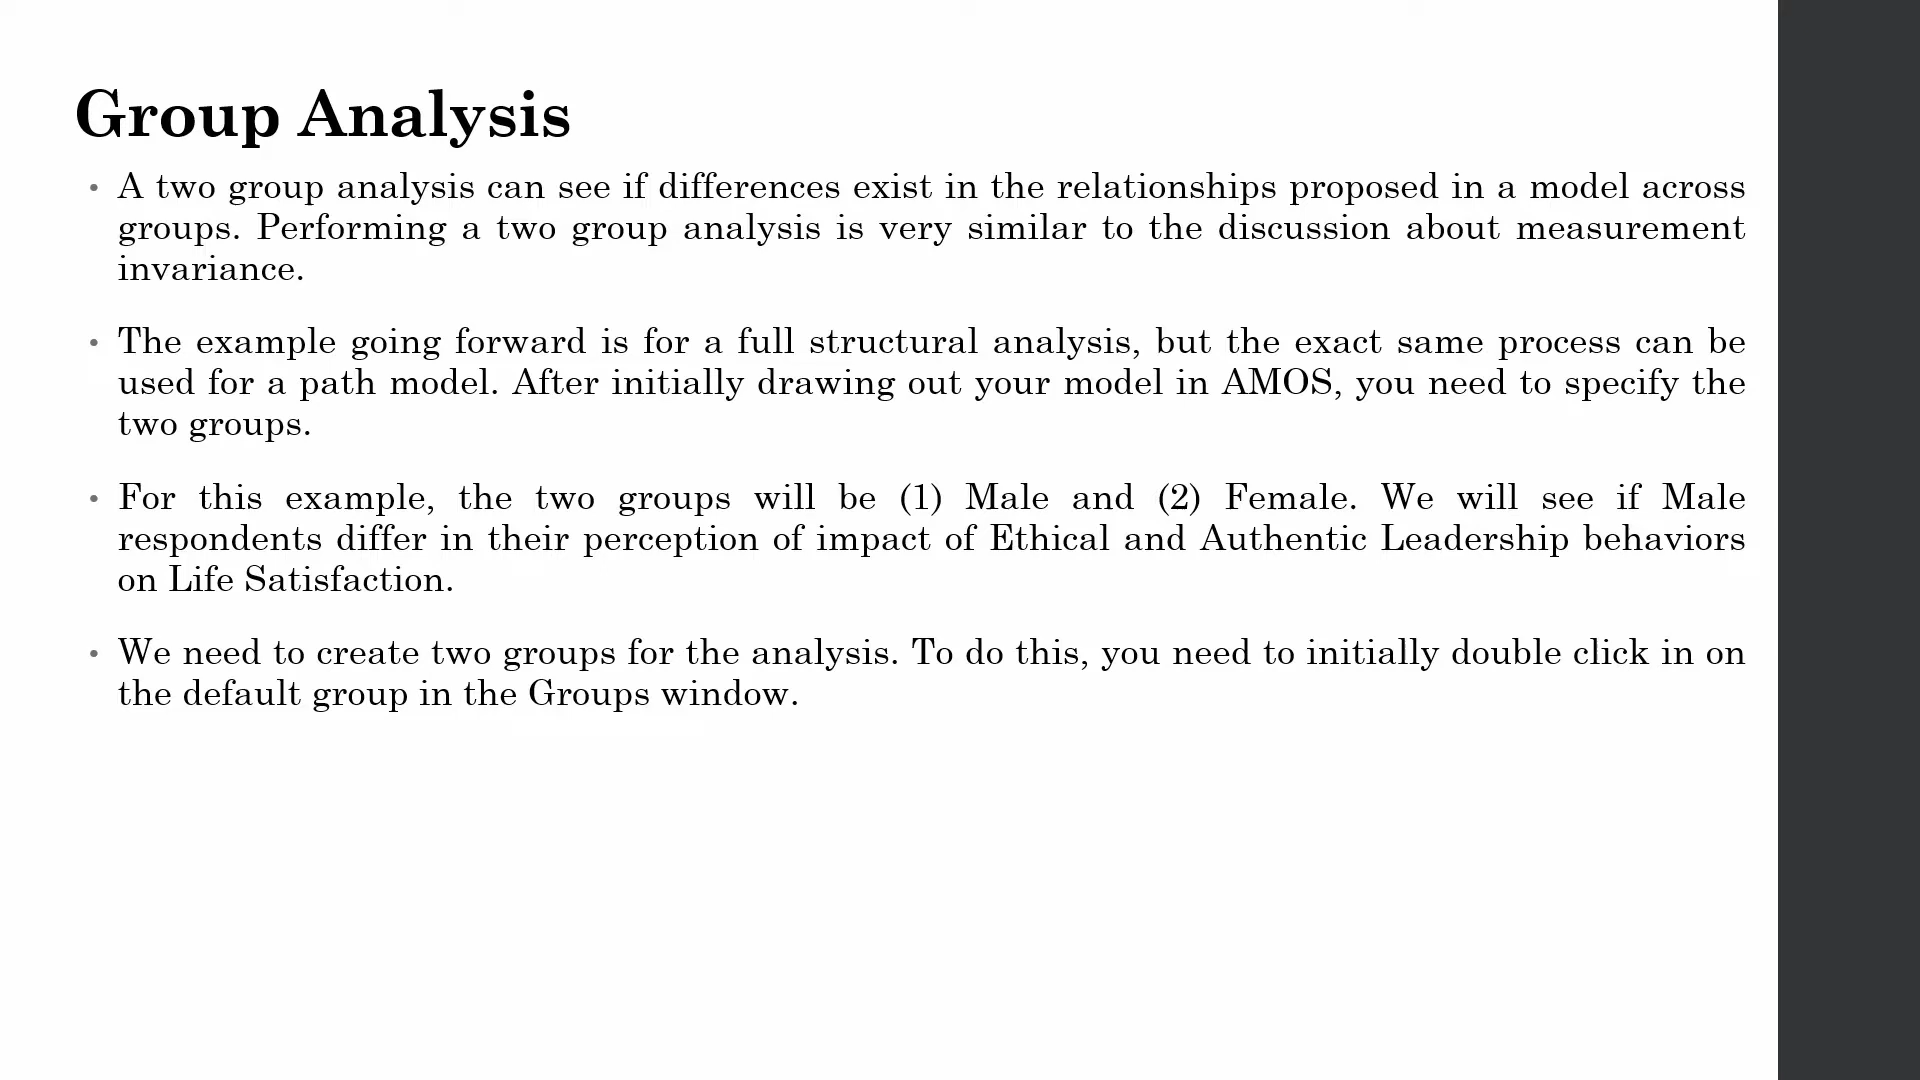 Group Analysis
• A two group analysis can see if differences exist in the relationships proposed in a model across
groups. Performing a two group analysis is very similar to the discussion about measurement
invariance.
• The example going forward is for a full structural analysis, but the exact same process can be
used for a path model. After initially drawing out your model in AMOS, you need to specify the
two groups.
• For this example, the two groups will be (1) Male and (2) Female. We will see if Male
respondents differ in their perception of impact of Ethical and Authentic Leadership behaviors
on Life Satisfaction.
• We need to create two groups for the analysis. To do this, you need to initially double click in on
the default group in the Groups window.